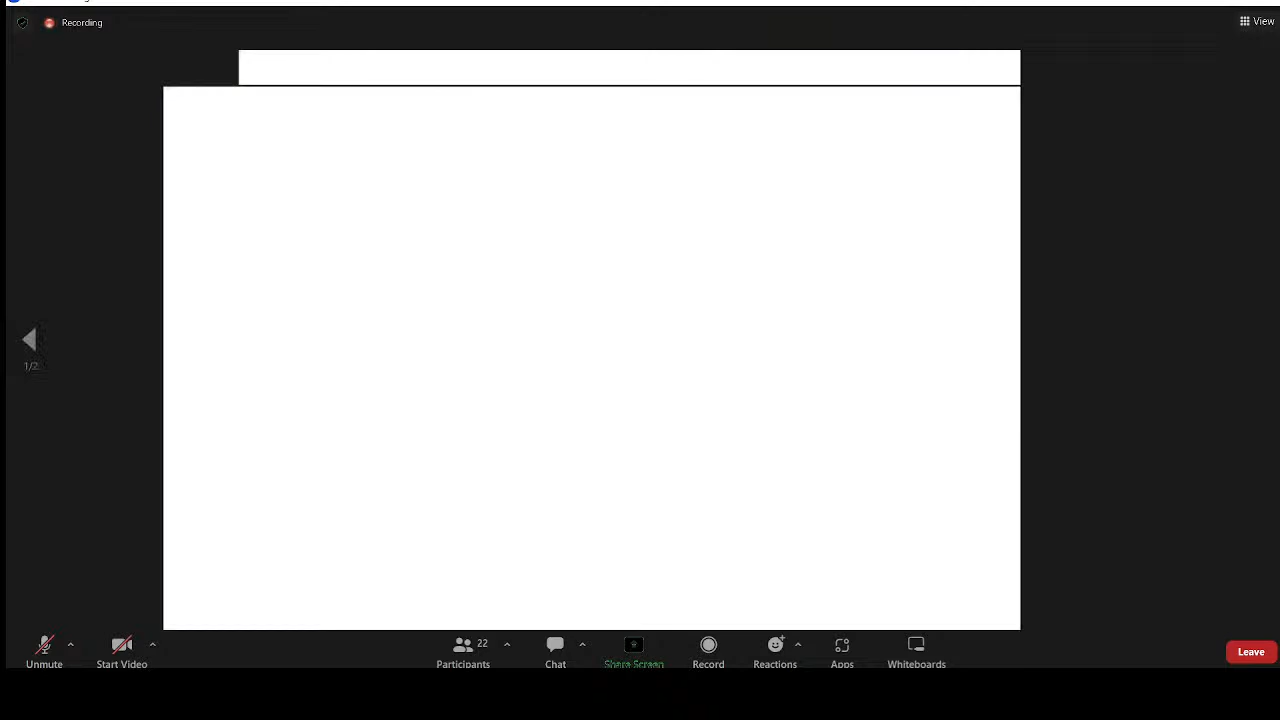 Recording
View
1/2
22
Unmute
Start Video
Participants
Chat
Share Screen
Record
Reactions
Apps
Whiteboards
Leave